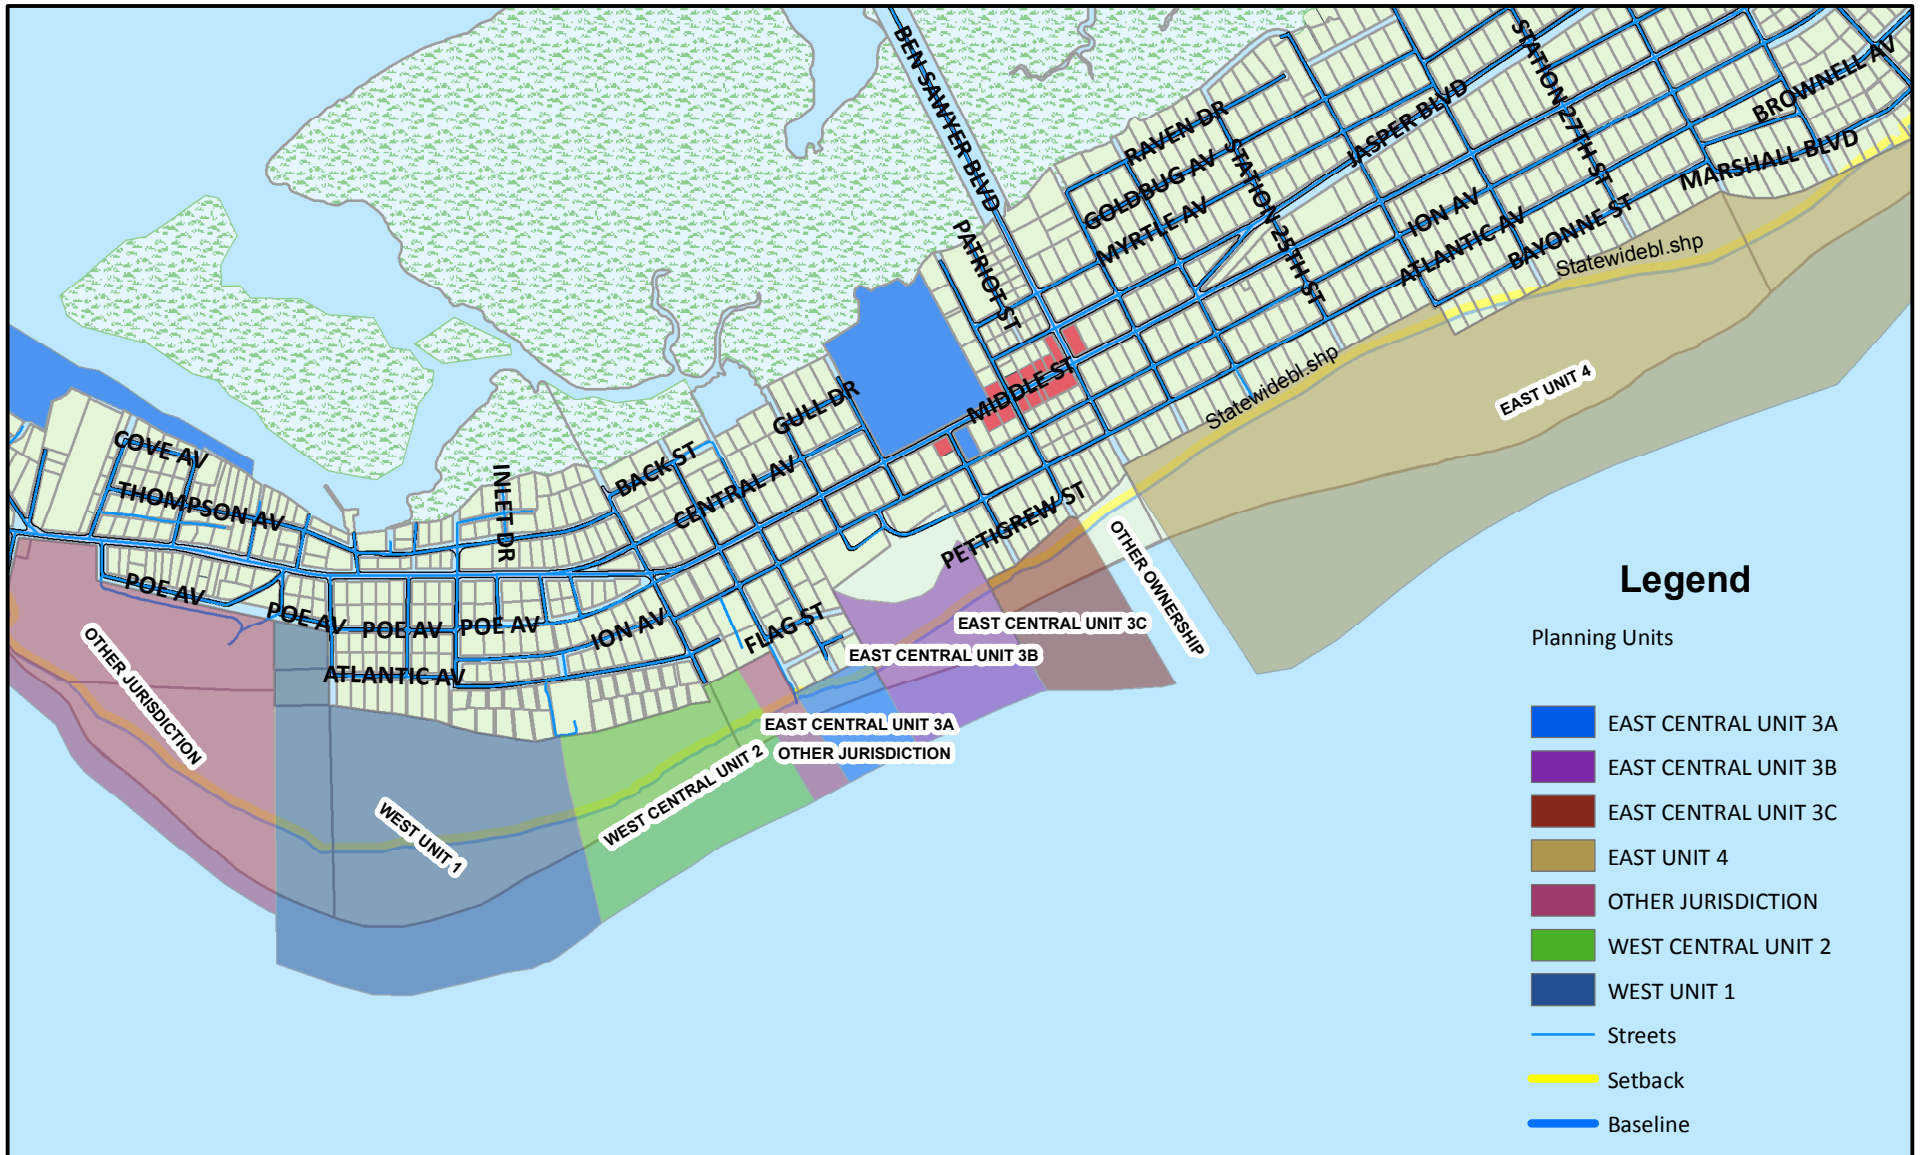 BEN SAWYER BLVD
STATION 27TH ST
BROWNELL AV
MARSHALL BLVD
JASPER BLVD
RAVEN DR
GOLDBUG AV
MYRTLE AV
STATION 25TH ST
ION AV
ATLANTIC AV
BAYONNE ST
Statewidebl.shp
PATRIOT ST
MIDDLE ST
Statewidebl.shp
EAST UNIT 4
GULL DR
BACK ST
CENTRAL AV
COVE AV
THOMPSON AV
INLET DR
PETTIGREW ST
OTHER OWNERSHIP
POE AV
POE AV
POE AV
POE AV
ION AV
FLAG ST
ATLANTIC AV
EAST CENTRAL UNIT 3C
EAST CENTRAL UNIT 3B
EAST CENTRAL UNIT 3A
OTHER JURISDICTION
OTHER JURISDICTION
WEST CENTRAL UNIT 2
WEST UNIT 1
Legend
Planning Units
EAST CENTRAL UNIT 3A
EAST CENTRAL UNIT 3B
EAST CENTRAL UNIT 3C
EAST UNIT 4
OTHER JURISDICTION
WEST CENTRAL UNIT 2
WEST UNIT 1
Streets
Setback
Baseline